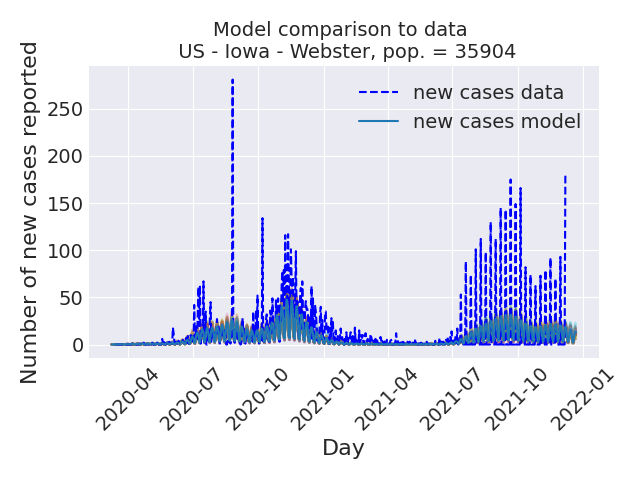 Model comparison to data
US - Iowa - Webster, pop. = 35904
Number of new cases reported
250
200
150
100
50
0
new cases data
new cases model
2020-04
2020-07
2020-10
2021-01
2021-04
2021-07
2021-10
2022-01
Day